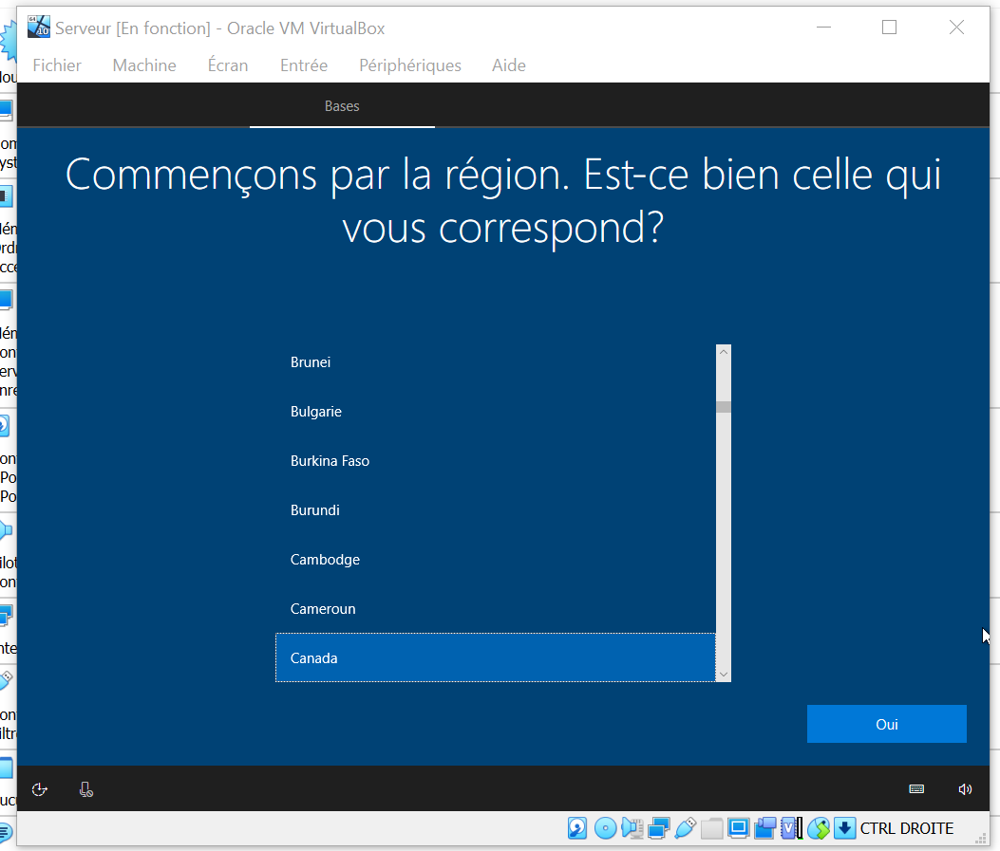 Serveur [En fonction] - Oracle VM VirtualBox
Fichier Machine Écran Entrée Périphériques Aide
Bases
Commençons par la région. Est-ce bien celle qui
vous correspond?
Brunei
Bulgarie
Burkina Faso
Burundi
Cambodge
Cameroun
Canada
Oui
CTRL DROITE